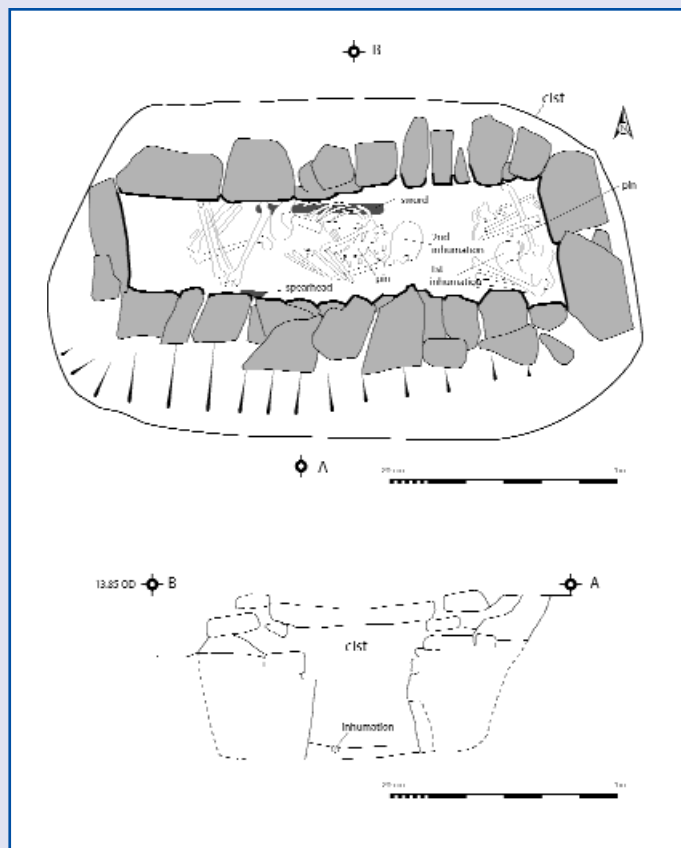 B
cist
N
pin
sword
2nd
inhumation
1st
inhumation
pin
spearhead
A
1m
13.85 OD
B
A
cist
inhumation
1m